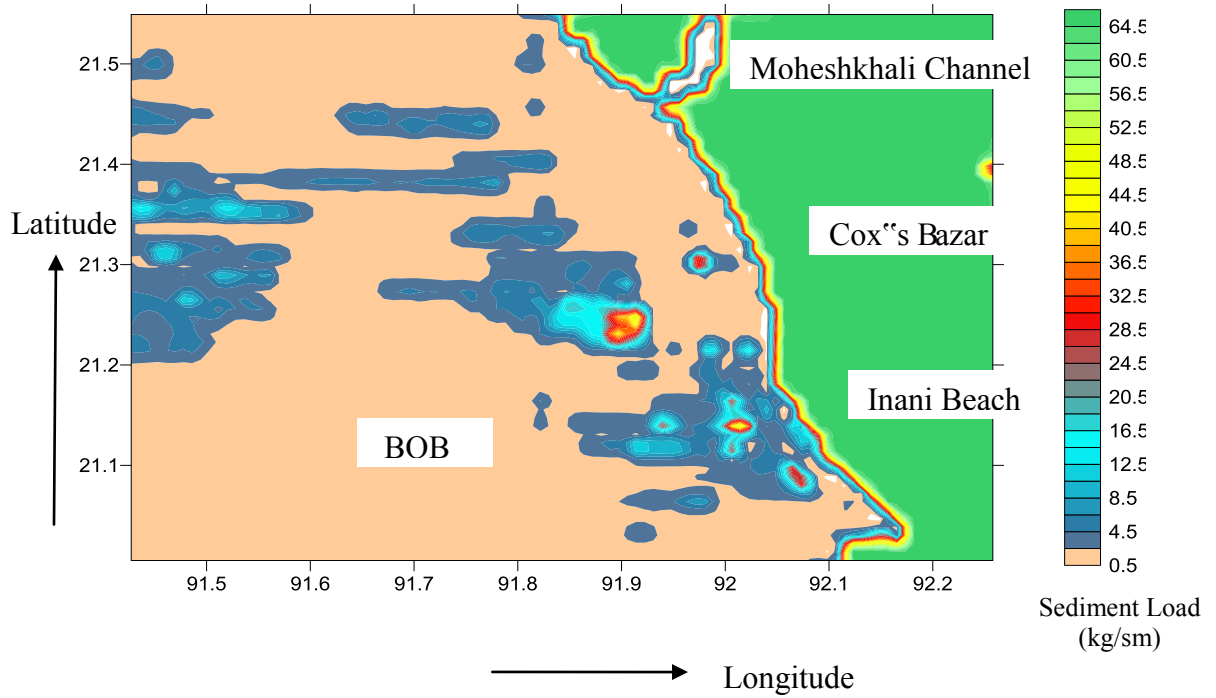 Moheshkhali Channel
Cox‟s Bazar
Inani Beach
BOB
Latitude
21.5
21.4
21.3
21.2
21.1
91.5 91.6 91.7 91.8 91.9 92 92.1 92.2
Longitude
64.5
60.5
56.5
52.5
48.5
44.5
40.5
36.5
32.5
28.5
24.5
20.5
16.5
12.5
8.5
4.5
0.5
Sediment Load
(kg/sm)